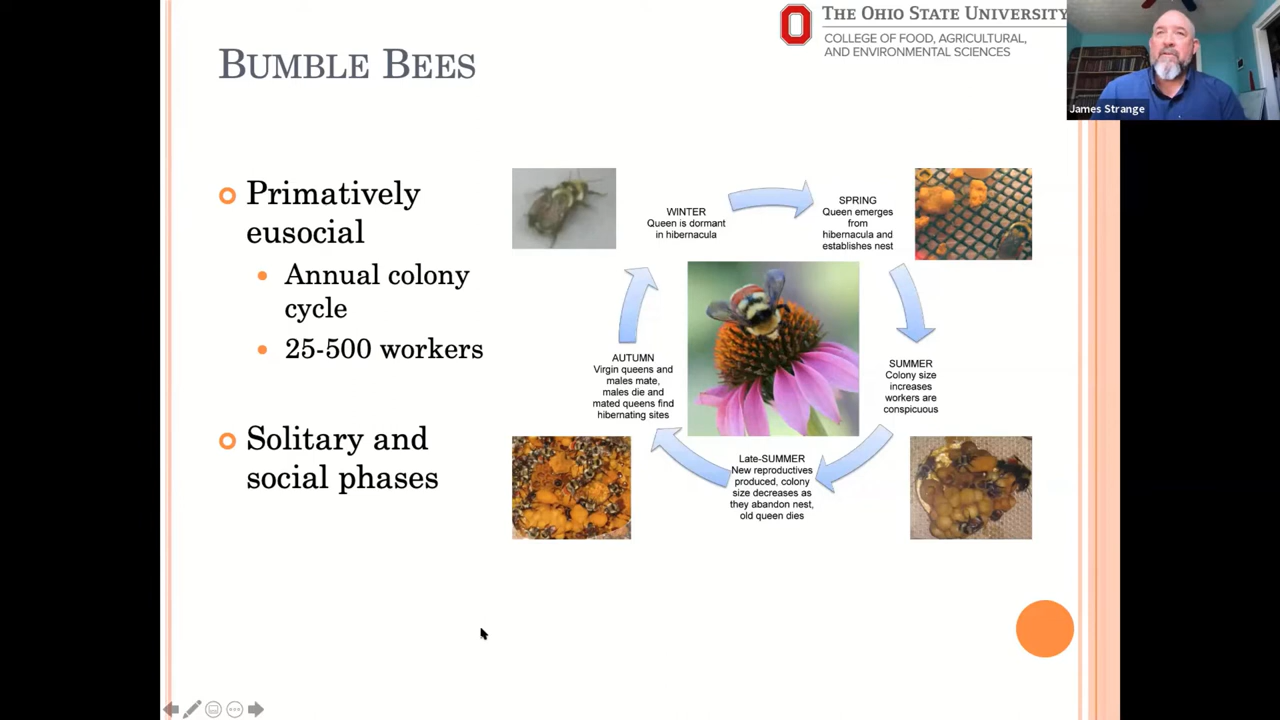 THE OHIO STATE UNIVERSITY
COLLEGE OF FOOD, AGRICULTURAL,
AND ENVIRONMENTAL SCIENCES
James Strange
BUMBLE BEES
Primatively
eusocial
Annual colony
cycle
25-500 workers
Solitary and
social phases
WINTER
Queen is dormant
in hibernacula
SPRING
Queen emerges
from
hibernacula and
establishes nest
SUMMER
Colony size
increases
workers are
conspicuous
Late-SUMMER
New reproductives
produced, colony
size decreases as
they abandon nest,
old queen dies
AUTUMN
Virgin queens and
males mate,
males die and
mated queens find
hibernating sites